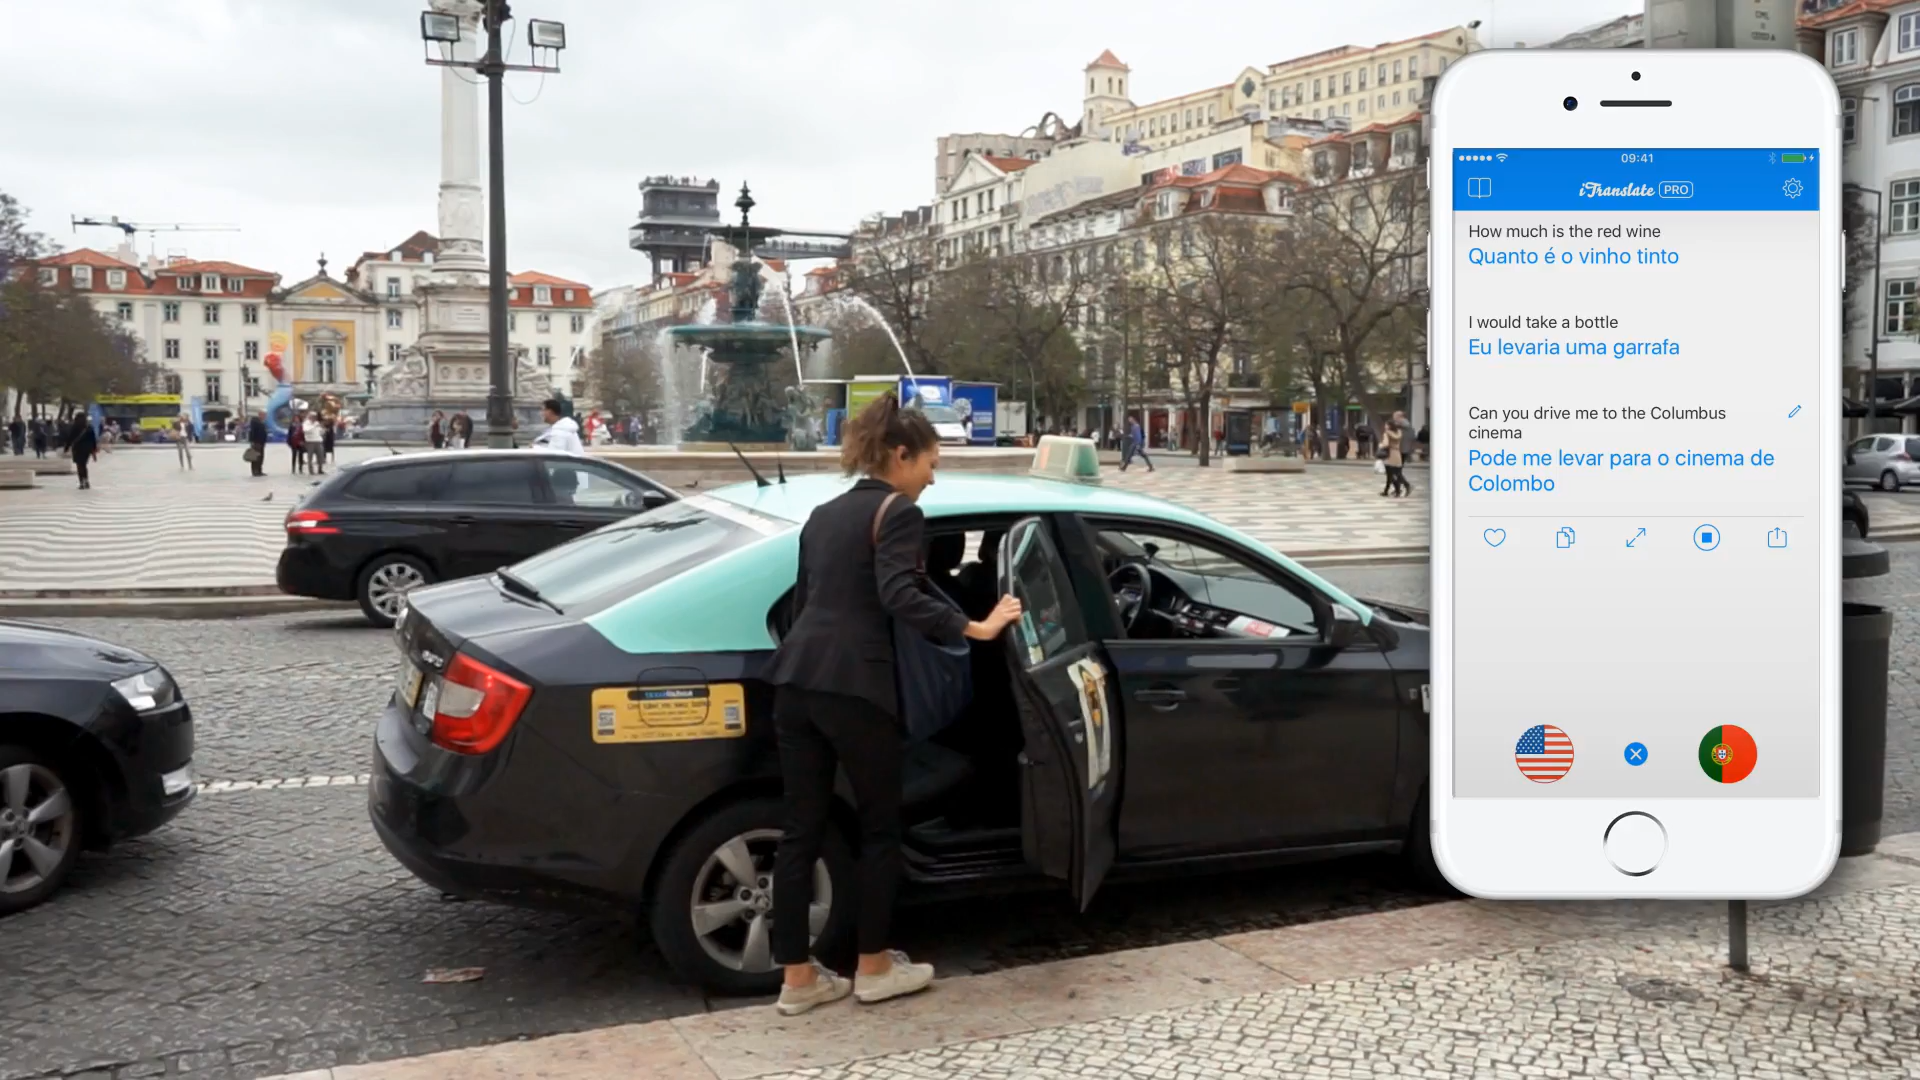 09:41
iTranslate PRO
How much is the red wine
Quanto é o vinho tinto
I would take a bottle
Eu levaria uma garrafa
Can you drive me to the Columbus
cinema
Pode me levar para o cinema de
Colombo